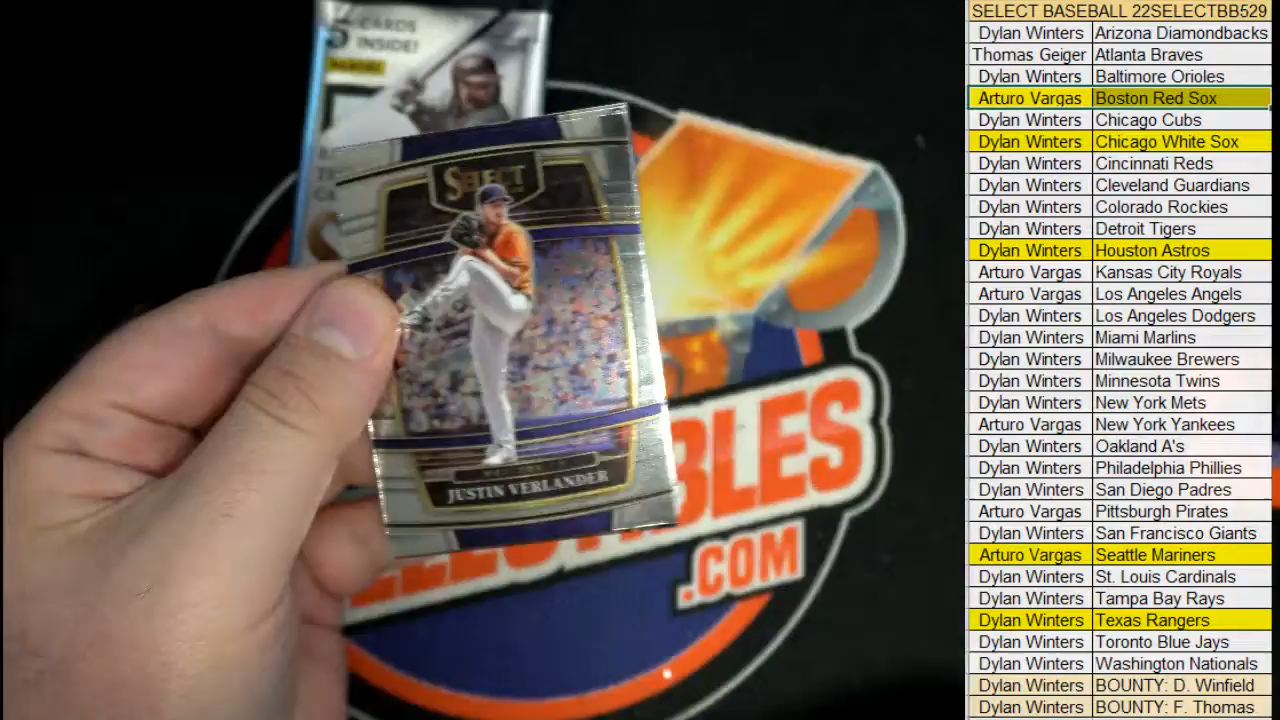 5 CARDS
INSIDE!
PANINI
SELECT
JUSTIN VERLANDER
.COM
SELECT BASEBALL 22SELECTBB529
Dylan Winters Arizona Diamondbacks
Thomas Geiger Atlanta Braves
Dylan Winters Baltimore Orioles
Arturo Vargas Boston Red Sox
Dylan Winters Chicago Cubs
Dylan Winters Chicago White Sox
Dylan Winters Cincinnati Reds
Dylan Winters Cleveland Guardians
Dylan Winters Colorado Rockies
Dylan Winters Detroit Tigers
Dylan Winters Houston Astros
Arturo Vargas Kansas City Royals
Arturo Vargas Los Angeles Angels
Dylan Winters Los Angeles Dodgers
Dylan Winters Miami Marlins
Dylan Winters Milwaukee Brewers
Dylan Winters Minnesota Twins
Dylan Winters New York Mets
Arturo Vargas New York Yankees
Dylan Winters Oakland A's
Dylan Winters Philadelphia Phillies
Dylan Winters San Diego Padres
Arturo Vargas Pittsburgh Pirates
Dylan Winters San Francisco Giants
Arturo Vargas Seattle Mariners
Dylan Winters St. Louis Cardinals
Dylan Winters Tampa Bay Rays
Dylan Winters Texas Rangers
Dylan Winters Toronto Blue Jays
Dylan Winters Washington Nationals
Dylan Winters BOUNTY: D. Winfield
Dylan Winters BOUNTY: F. Thomas